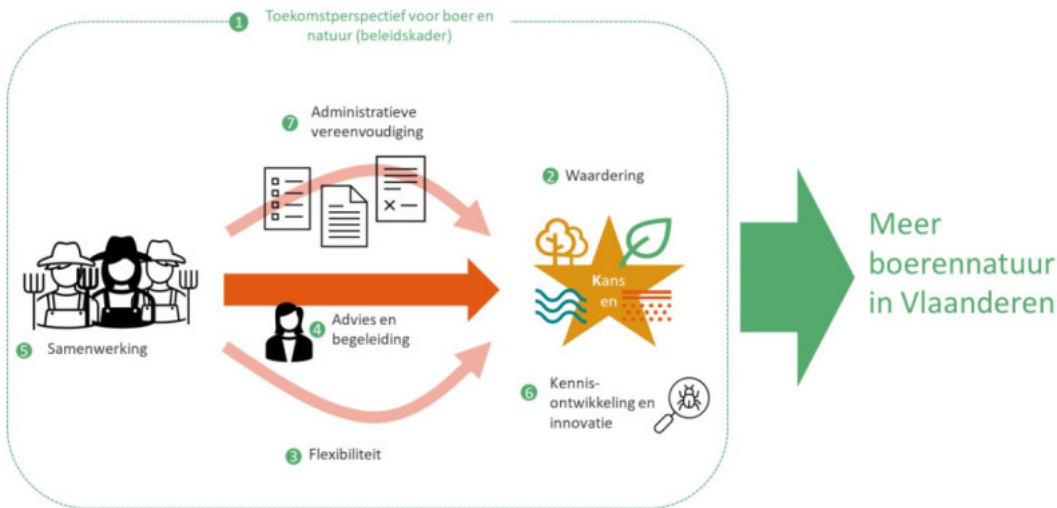 1 Toekomstperspectief voor boer en
natuur (beleidskader)
7 Administratieve
vereenvoudiging
2 Waardering
Kans
en
Meer
boerennatuur
in Vlaanderen
4 Advies en
begeleiding
5 Samenwerking
6 Kennis-
ontwikkeling en
innovatie
3 Flexibiliteit